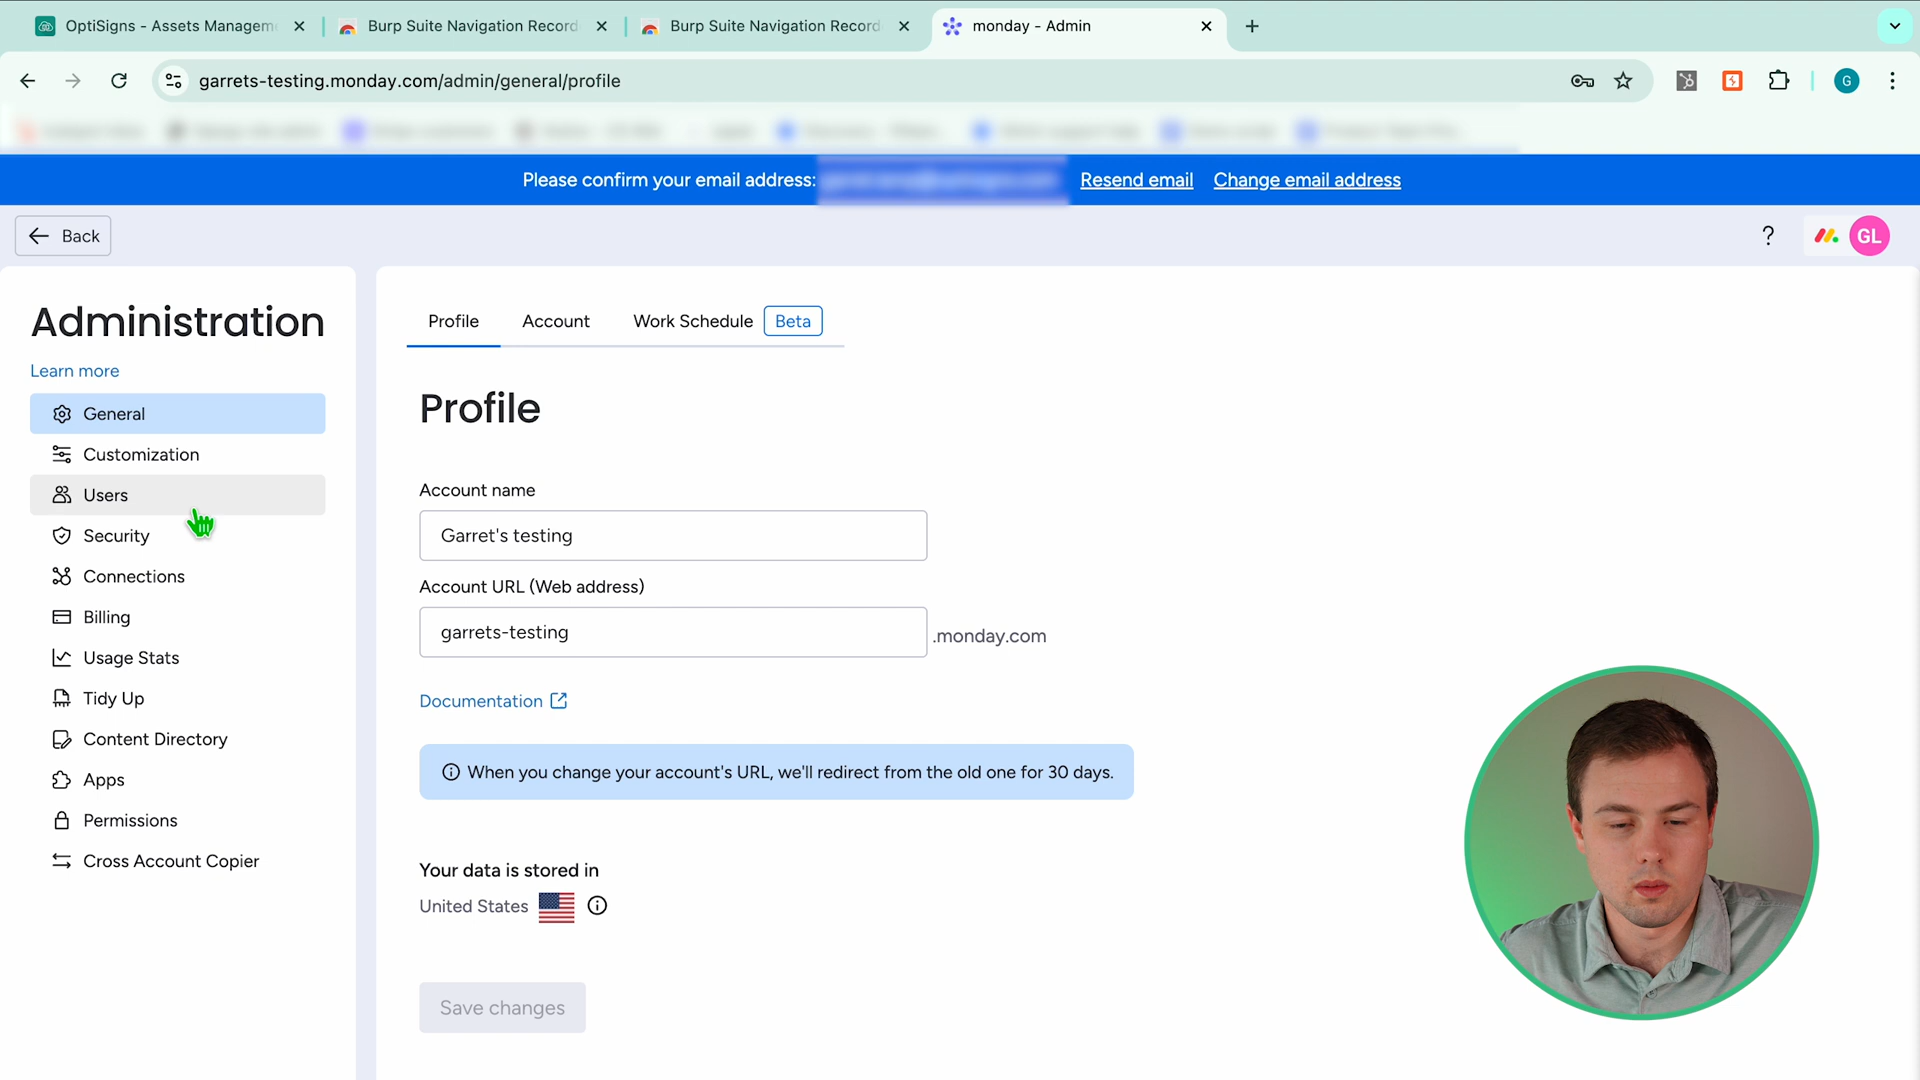 OptiSigns - Assets Managem
Burp Suite Navigation Record
Burp Suite Navigation Record
monday - Admin
garrets-testing.monday.com/admin/general/profile
G
Please confirm your email address:
Resend email
Change email address
Back
?
GL
Administration
Learn more
General
Customization
Users
Security
Connections
Billing
Usage Stats
Tidy Up
Content Directory
Apps
Permissions
Cross Account Copier
Profile
Account
Work Schedule
Beta
Profile
Account name
Garret's testing
Account URL (Web address)
garrets-testing
.monday.com
Documentation
When you change your account's URL, we'll redirect from the old one for 30 days.
Your data is stored in
United States
Save changes